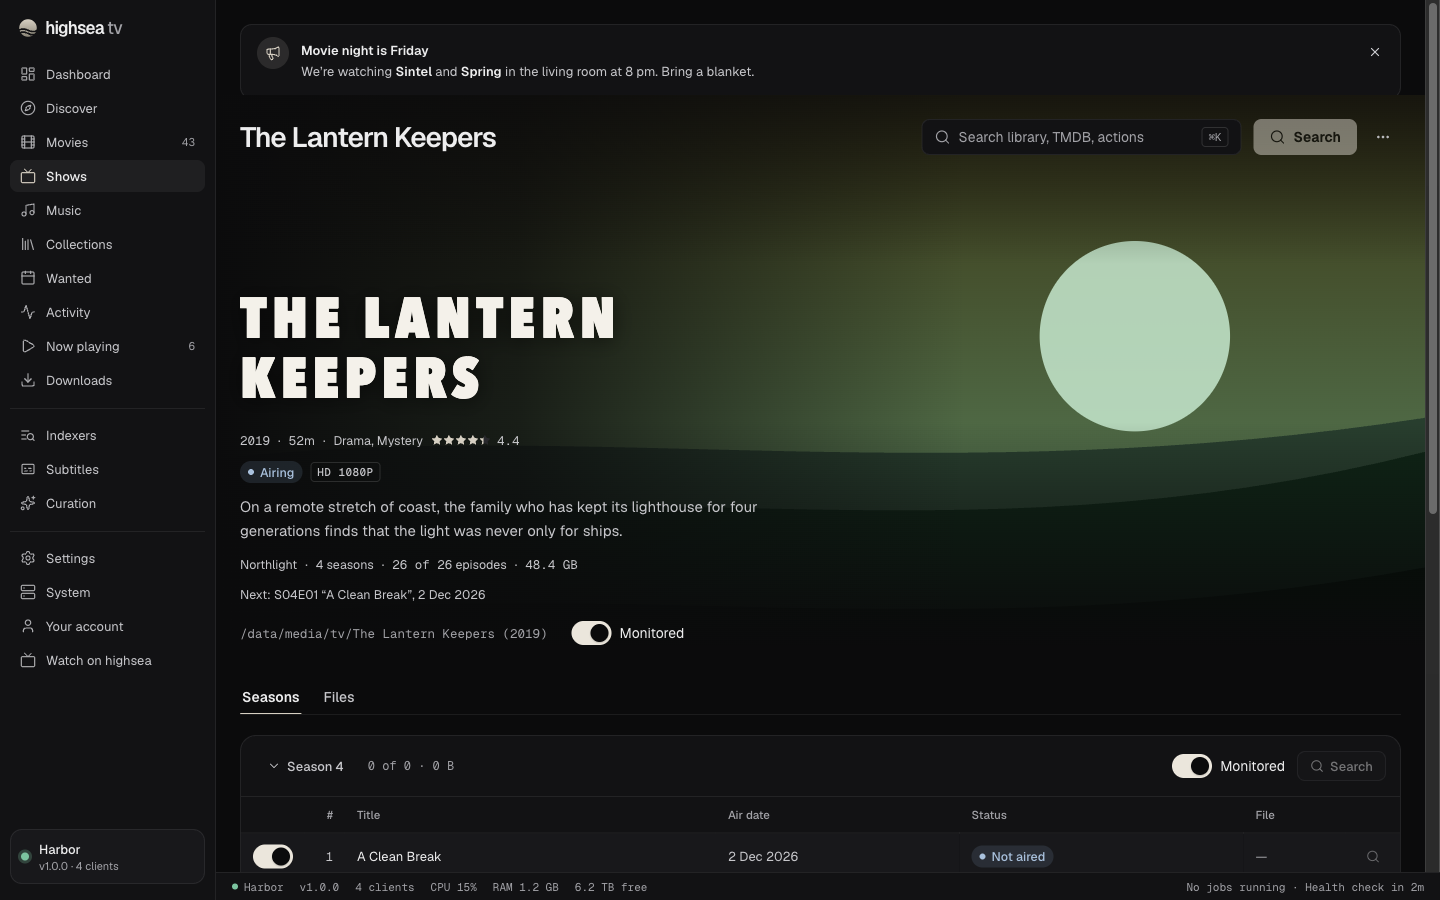 highsea tv
Dashboard
Discover
Movies 43
Shows
Music
Collections
Wanted
Activity
Now playing 6
Downloads
Indexers
Subtitles
Curation
Settings
System
Your account
Watch on highsea
Harbor
v1.0.0 · 4 clients
Movie night is Friday
We're watching Sintel and Spring in the living room at 8 pm. Bring a blanket.
The Lantern Keepers
Search library, TMDB, actions ⌘K
Search
THE LANTERN
KEEPERS
2019 · 52m · Drama, Mystery 4.4
Airing HD 1080P
On a remote stretch of coast, the family who has kept its lighthouse for four
generations finds that the light was never only for ships.
Northlight · 4 seasons · 26 of 26 episodes · 48.4 GB
Next: S04E01 “A Clean Break”, 2 Dec 2026
/data/media/tv/The Lantern Keepers (2019) Monitored
Seasons Files
Season 4 0 of 0 · 0 B Monitored Search
# Title Air date Status File
1 A Clean Break 2 Dec 2026 Not aired —
Harbor v1.0.0 4 clients CPU 15% RAM 1.2 GB 6.2 TB free No jobs running · Health check in 2m